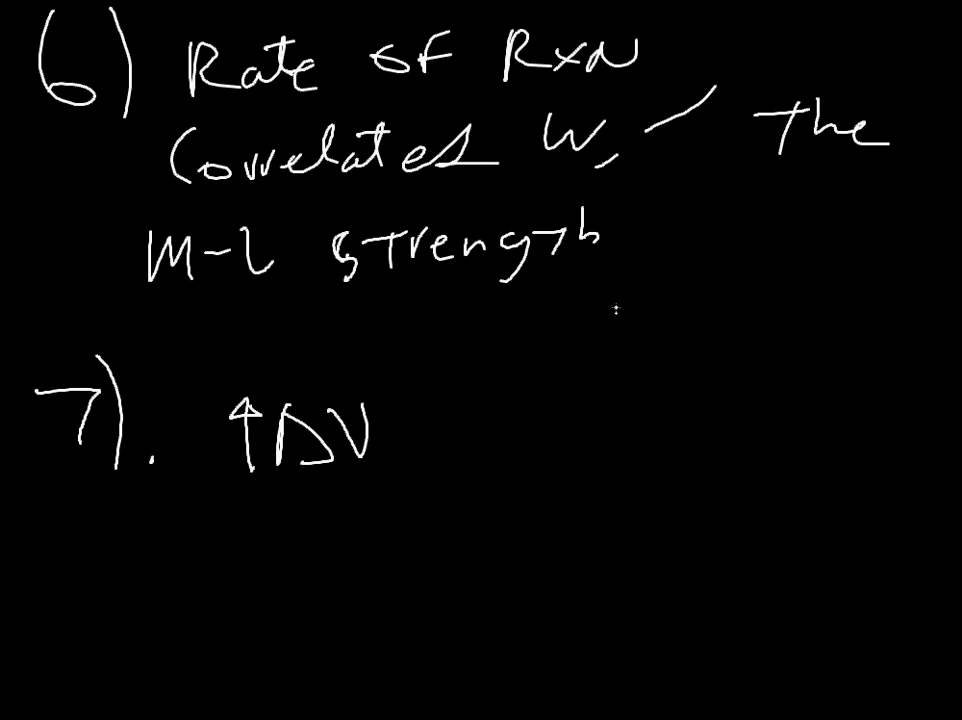 6) Rate of Rxn
Correlates w/ the
M-L strength
7). ↑ΔV